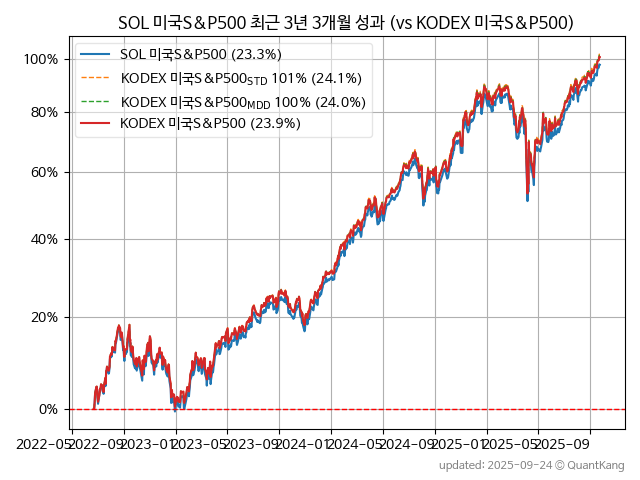 SOL 미국S&P500 최근 3년 3개월 성과 (vs KODEX 미국S&P500)
SOL 미국S&P500 (23.3%)
KODEX 미국S&P500STD 101% (24.1%)
KODEX 미국S&P500MDD 100% (24.0%)
KODEX 미국S&P500 (23.9%)
100%
80%
60%
40%
20%
0%
2022-05 2022-09 2023-01 2023-05 2023-09 2024-01 2024-05 2024-09 2025-01 2025-05 2025-09
updated: 2025-09-24 © QuantKang